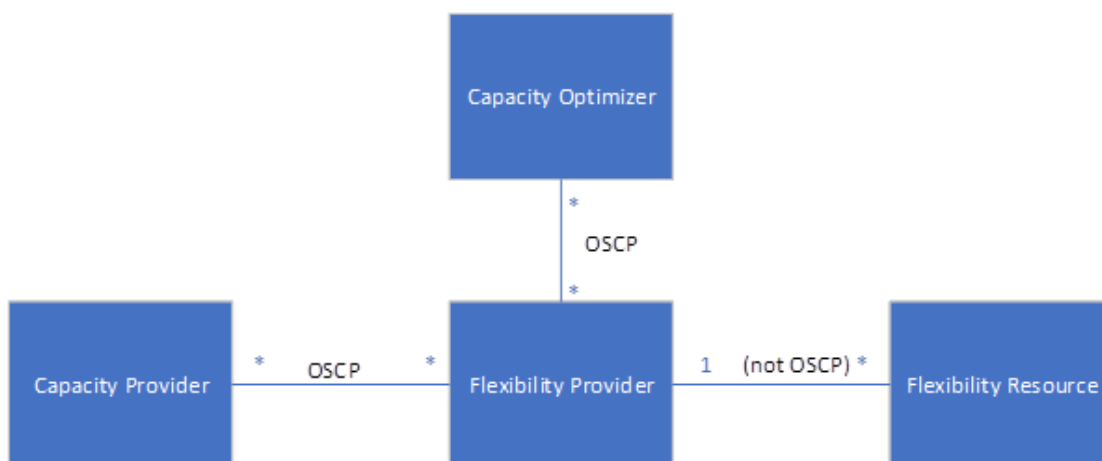 Capacity Optimizer
*
OSCP
*
Capacity Provider
* OSCP *
Flexibility Provider
1 (not OSCP) *
Flexibility Resource